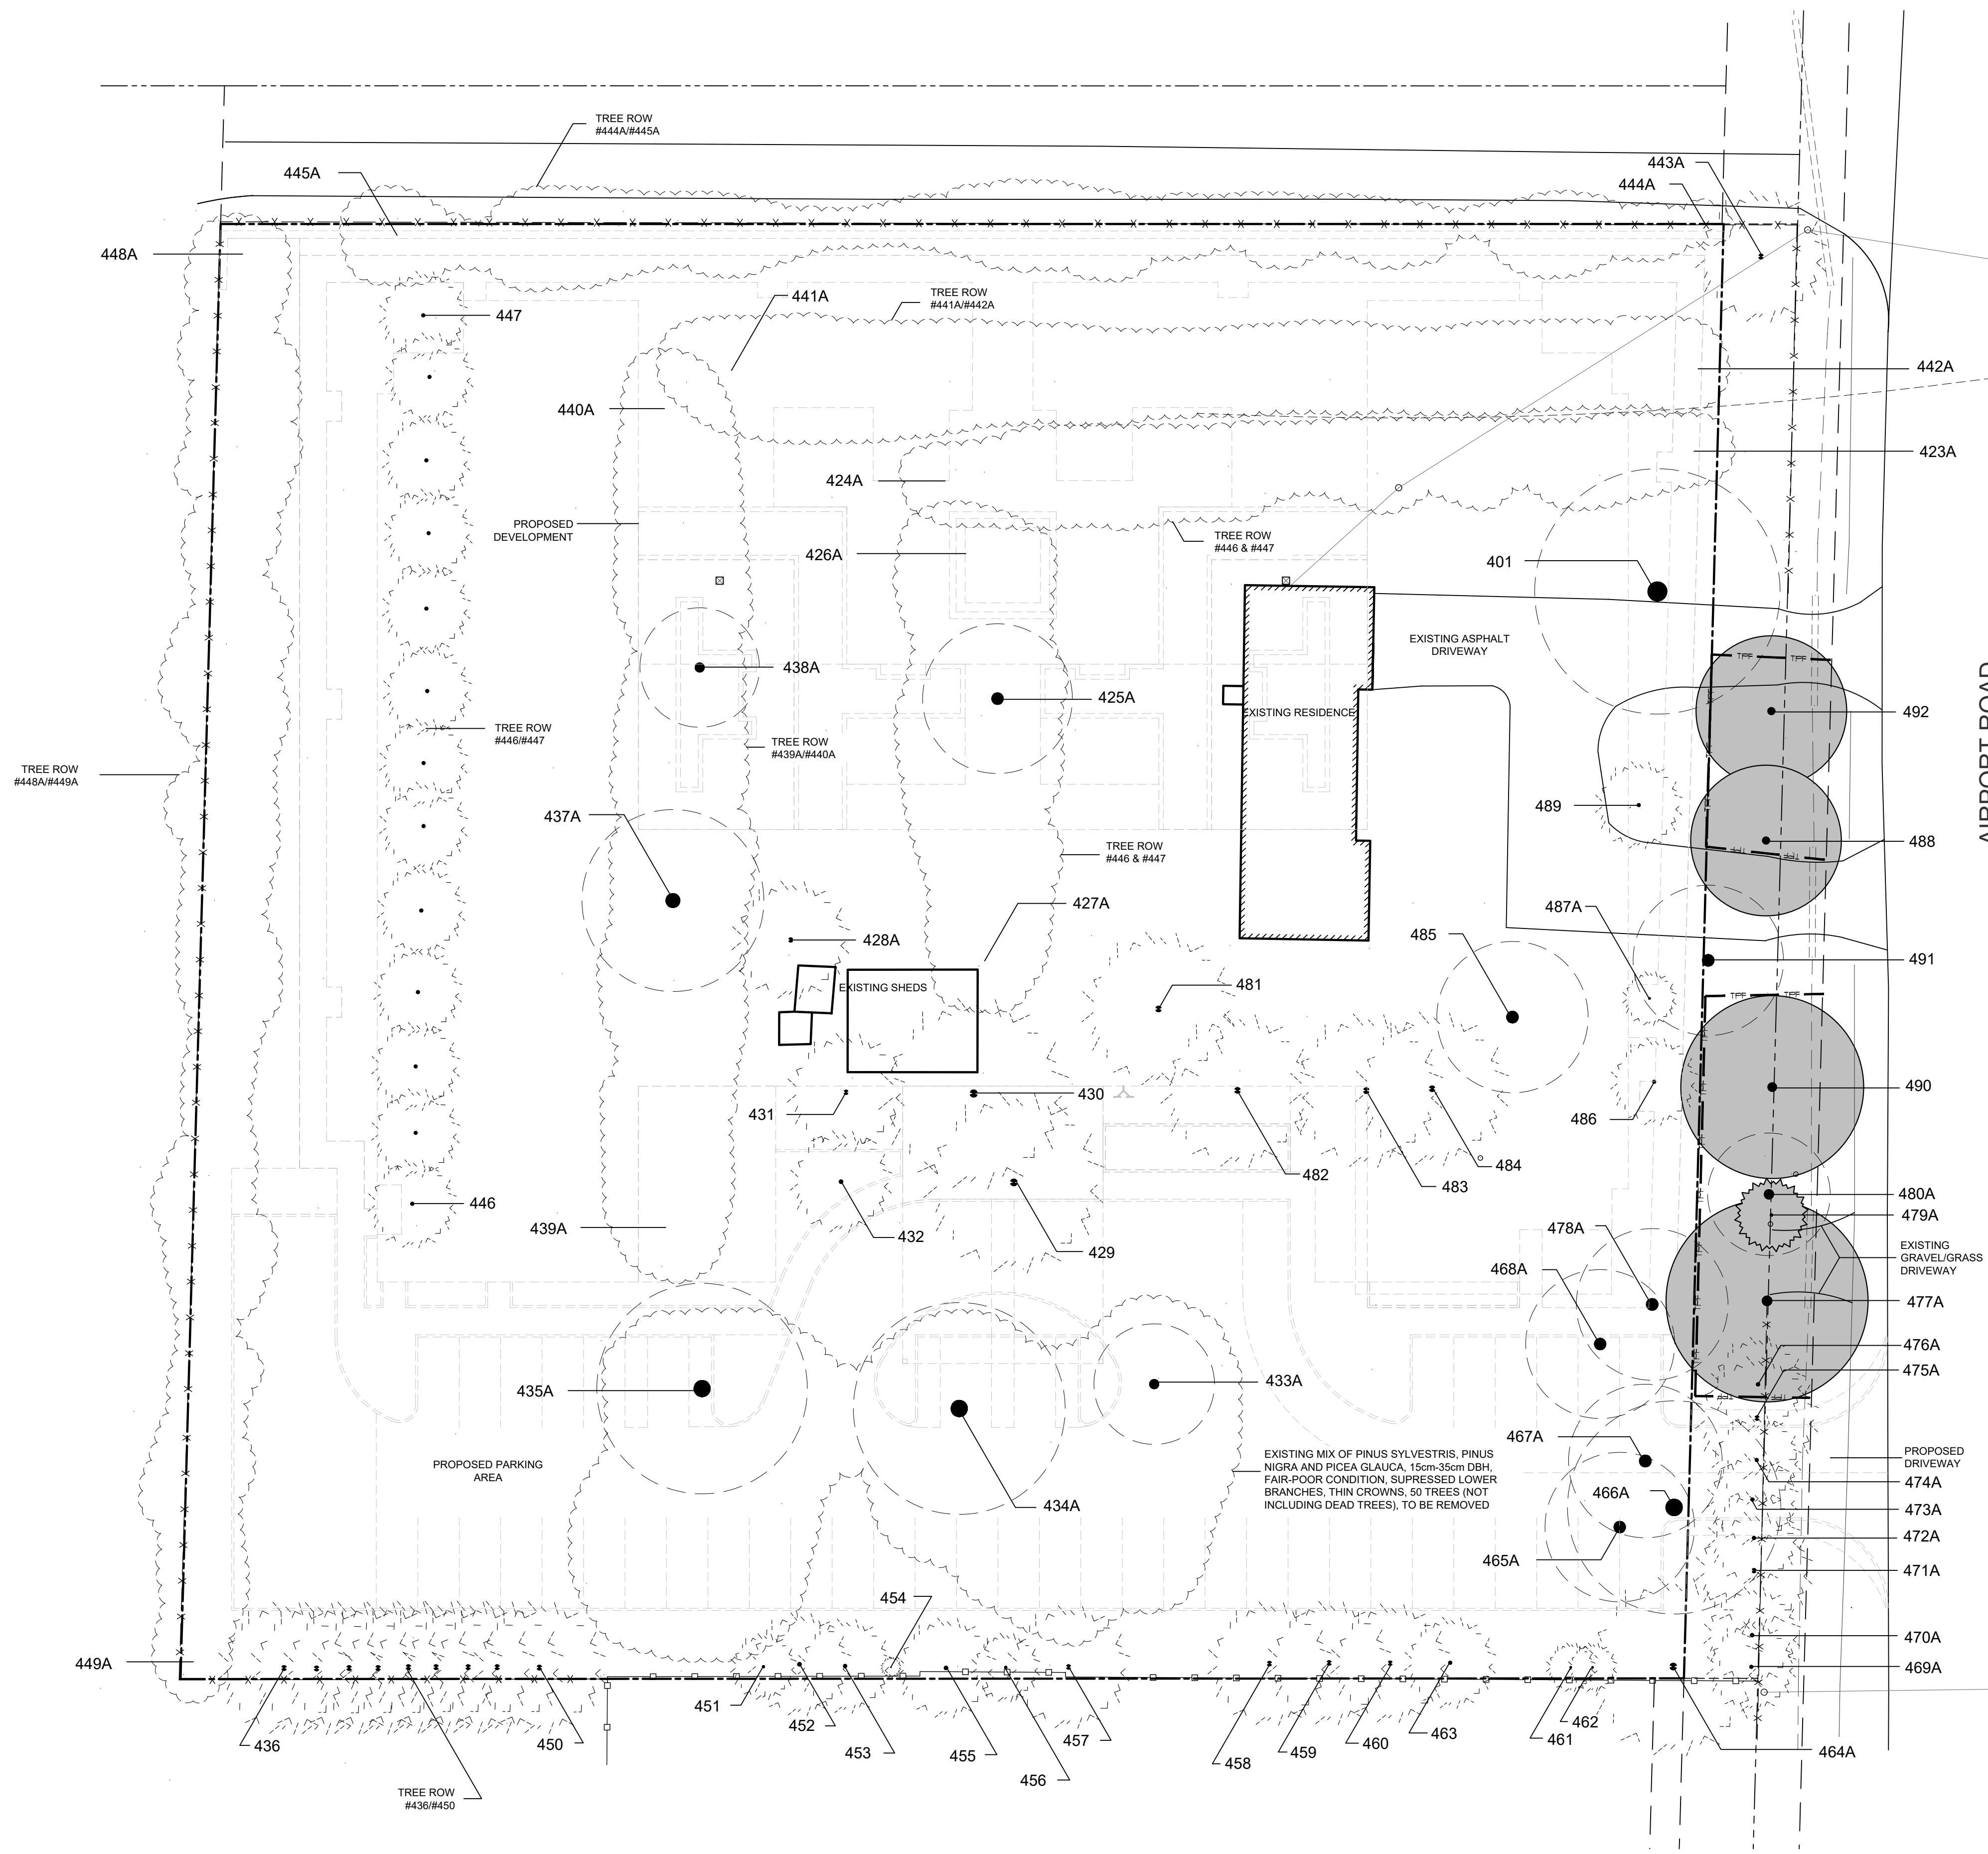 TREE ROW
#444A/#445A
445A
443A
444A
448A
447
441A
TREE ROW
#441A/#442A
442A
440A
423A
424A
PROPOSED
DEVELOPMENT
426A
TREE ROW
#446 & #447
401
EXISTING ASPHALT
DRIVEWAY
438A
425A
EXISTING RESIDENCE
492
AIRPORT ROAD
TREE ROW
#446/#447
TREE ROW
#439A/#440A
TREE ROW
#448A/#449A
437A
489
488
TREE ROW
#446 & #447
427A
487A
428A
485
491
EXISTING SHEDS
481
TPF
TPF
TPF
TPF
431
430
486
490
482
484
483
446
439A
432
429
478A
480A
479A
EXISTING
GRAVEL/GRASS
DRIVEWAY
468A
477A
476A
475A
435A
433A
434A
PROPOSED PARKING
AREA
EXISTING MIX OF PINUS SYLVESTRIS, PINUS
NIGRA AND PICEA GLAUCA, 15cm-35cm DBH,
FAIR-POOR CONDITION, SUPRESSED LOWER
BRANCHES, THIN CROWNS, 50 TREES (NOT
INCLUDING DEAD TREES), TO BE REMOVED
467A
466A
465A
PROPOSED
DRIVEWAY
474A
473A
472A
471A
470A
469A
454
449A
436
450
451
452
453
455
456
457
458
459
460
463
461
462
464A
TREE ROW
#436/#450